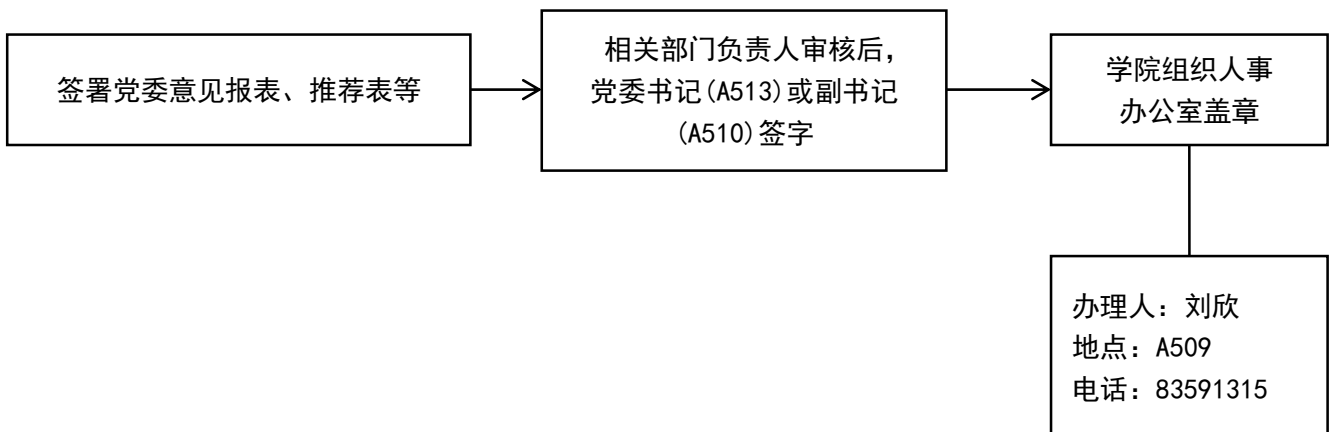 签署党委意见报表、推荐表等
相关部门负责人审核后，
党委书记(A513)或副书记
(A510)签字
学院组织人事
办公室盖章
办理人：刘欣
地点：A509
电话：83591315